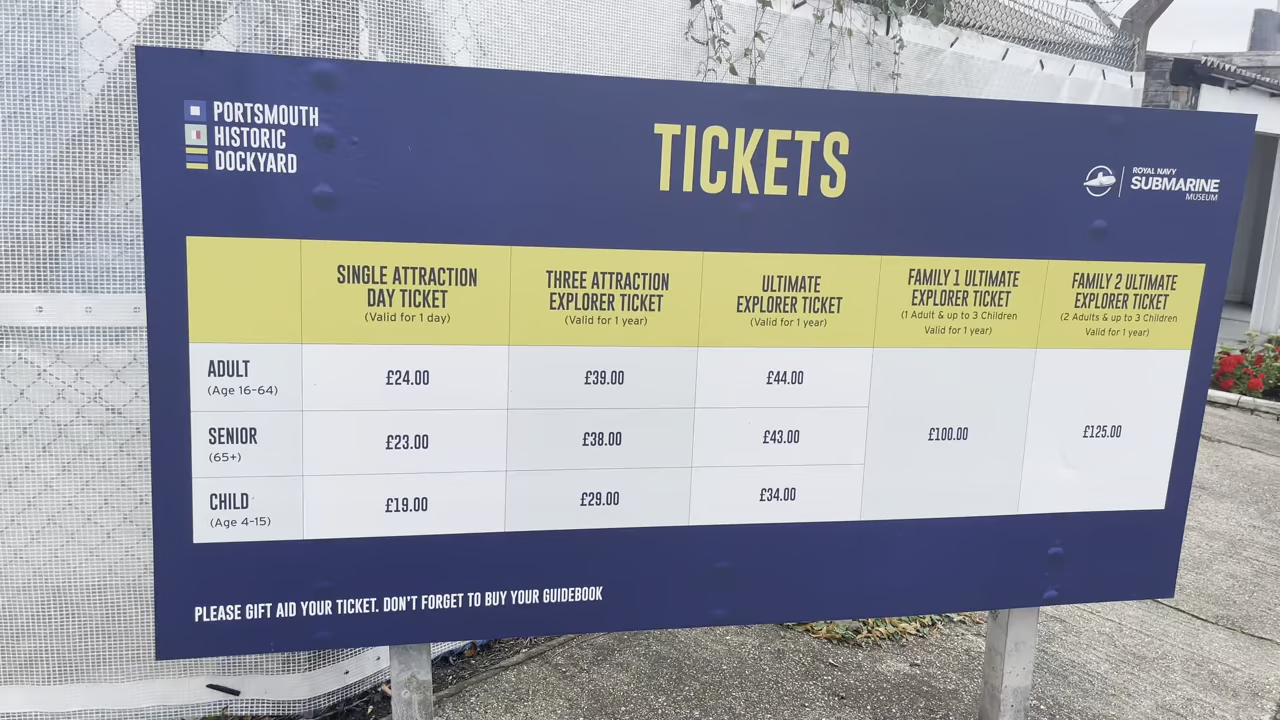 PORTSMOUTH
HISTORIC
DOCKYARD
TICKETS
ROYAL NAVY
SUBMARINE
MUSEUM
SINGLE ATTRACTION
DAY TICKET
(Valid for 1 day)
THREE ATTRACTION
EXPLORER TICKET
(Valid for 1 year)
ULTIMATE
EXPLORER TICKET
(Valid for 1 year)
FAMILY 1 ULTIMATE
EXPLORER TICKET
(1 Adult & up to 3 Children
Valid for 1 year)
FAMILY 2 ULTIMATE
EXPLORER TICKET
(2 Adults & up to 3 Children
Valid for 1 year)
ADULT
(Age 16-64)
£24.00
£39.00
£44.00
SENIOR
(65+)
£23.00
£38.00
£43.00
£100.00
£125.00
CHILD
(Age 4-15)
£19.00
£29.00
£34.00
PLEASE GIFT AID YOUR TICKET. DON'T FORGET TO BUY YOUR GUIDEBOOK